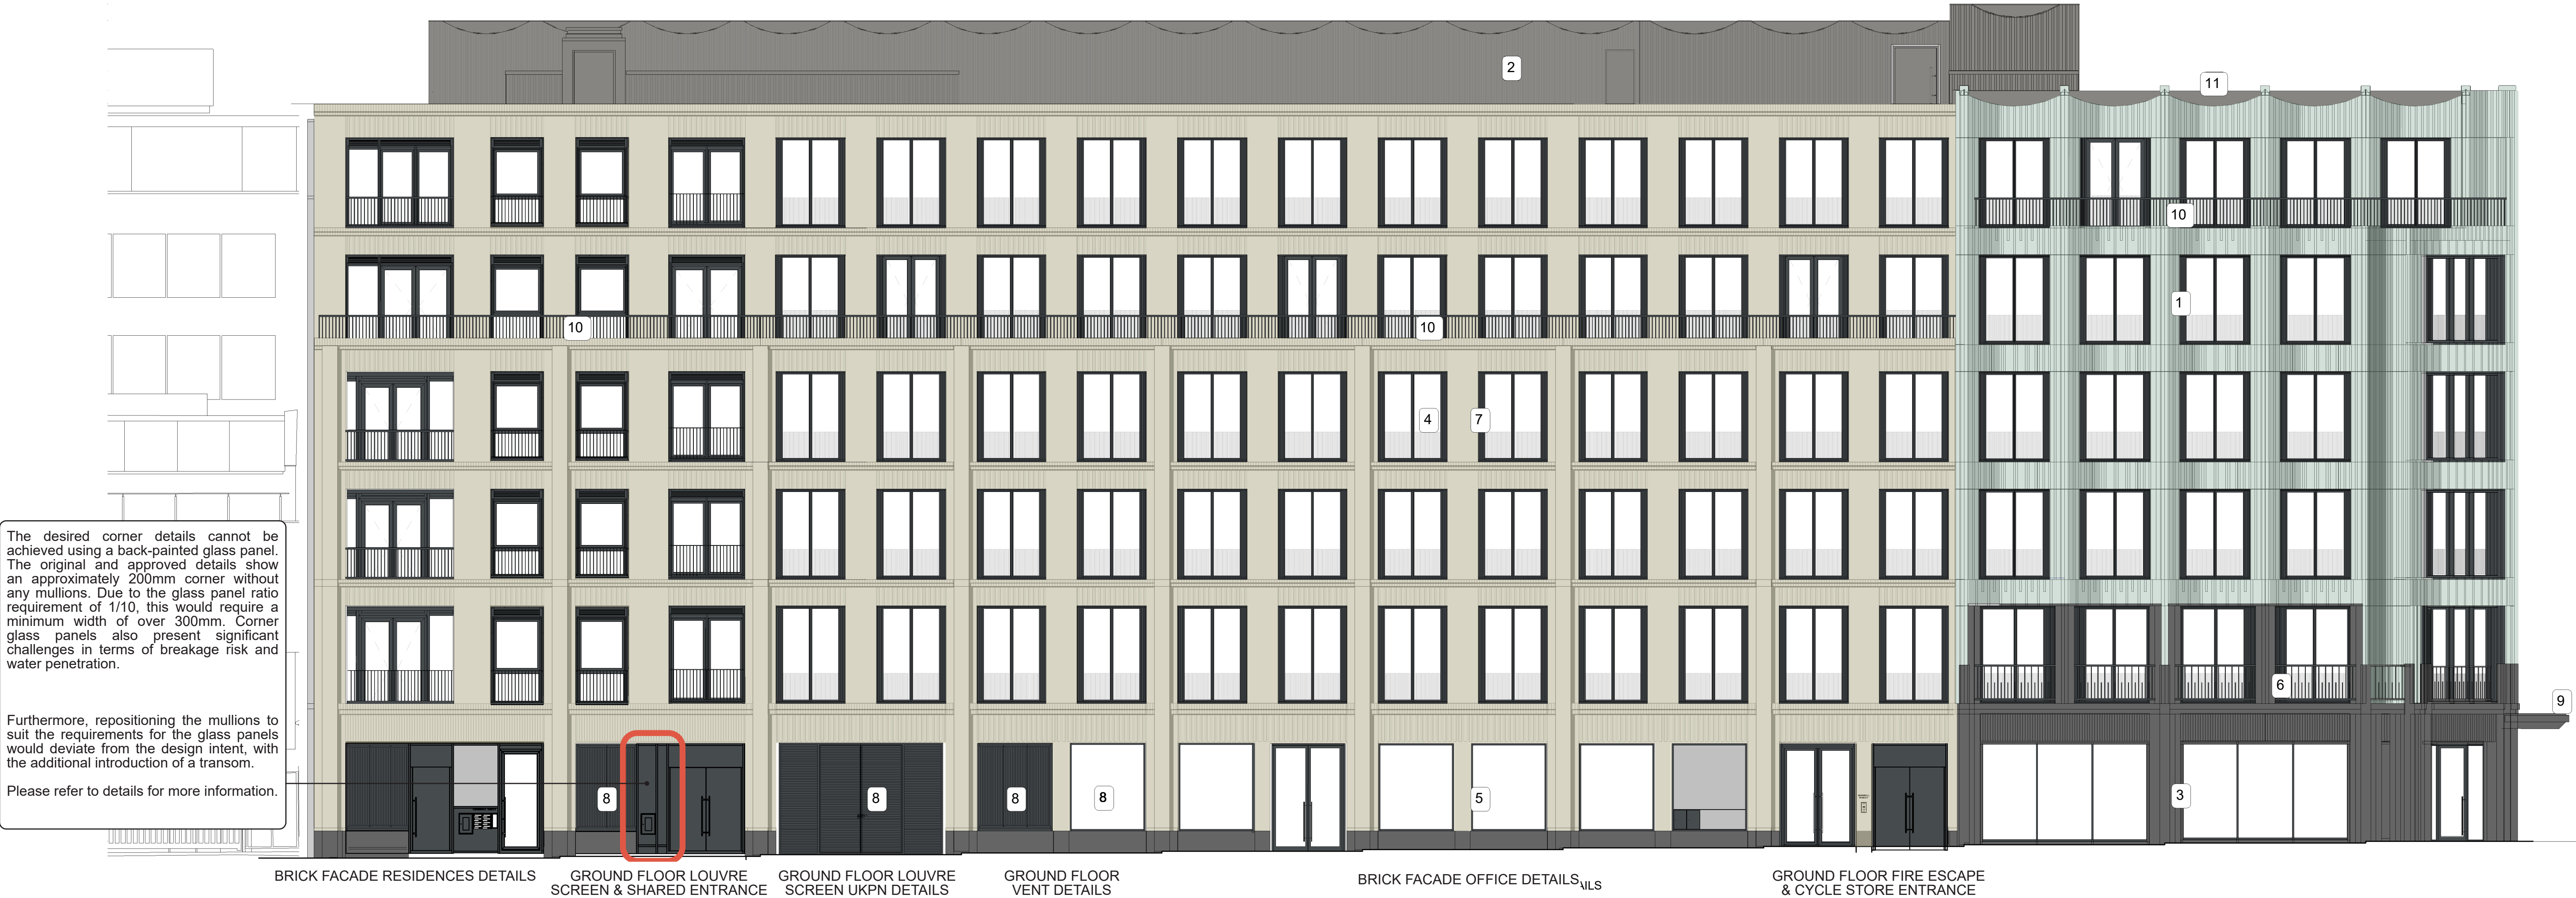 2
11
10
1
10
10
4
7
The desired corner details cannot be
achieved using a back-painted glass panel.
The original and approved details show
an approximately 200mm corner without
any mullions. Due to the glass panel ratio
requirement of 1/10, this would require a
minimum width of over 300mm. Corner
glass panels also present significant
challenges in terms of breakage risk and
water penetration.
Furthermore, repositioning the mullions to
suit the requirements for the glass panels
would deviate from the design intent, with
the additional introduction of a transom.
Please refer to details for more information.
6
9
8
8
8
8
5
3
BRICK FACADE RESIDENCES DETAILS
GROUND FLOOR LOUVRE
SCREEN & SHARED ENTRANCE
GROUND FLOOR LOUVRE
SCREEN UKPN DETAILS
GROUND FLOOR
VENT DETAILS
BRICK FACADE OFFICE DETAILS
AILS
GROUND FLOOR FIRE ESCAPE
& CYCLE STORE ENTRANCE